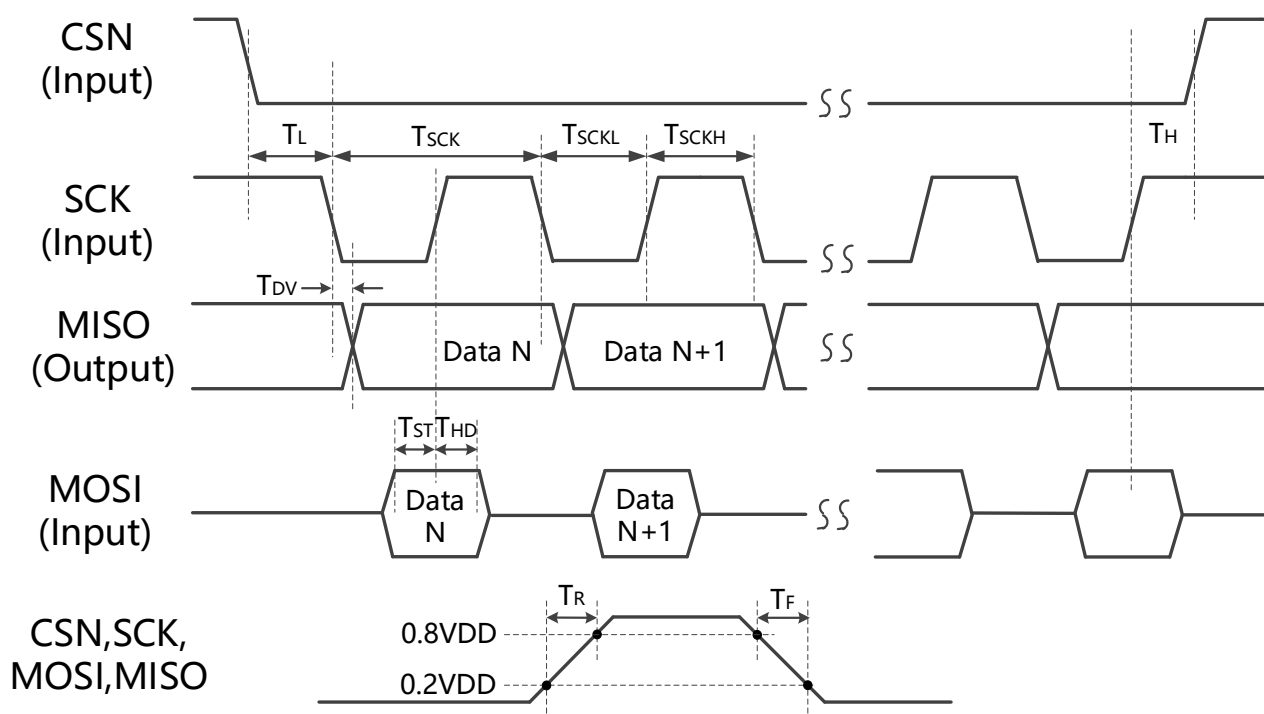 CSN
(Input)
TL
TSCK
TSCKL
TSCKH
TH
SCK
(Input)
TDV
MISO
(Output)
Data N
Data N+1
TST
THD
MOSI
(Input)
Data
N
Data
N+1
TR
TF
CSN,SCK,
MOSI,MISO
0.8VDD
0.2VDD